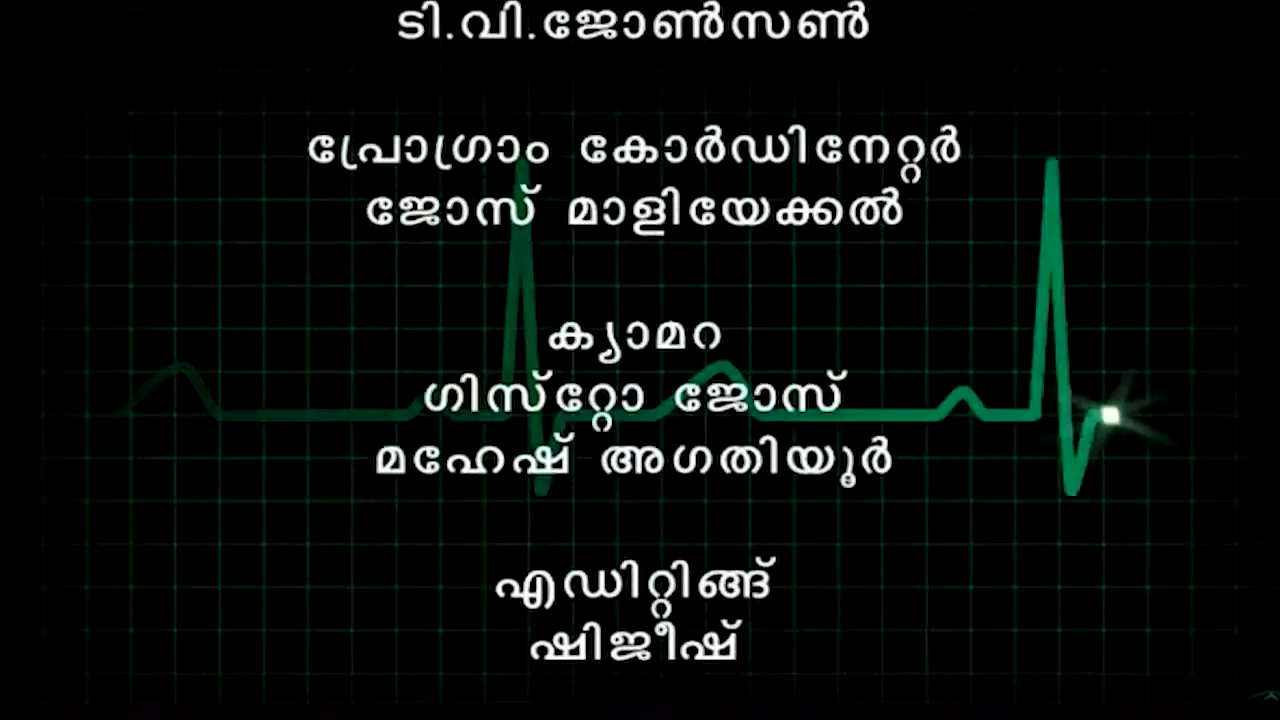 ടി.വി.ജോൺസൺ
പ്രോഗ്രാം കോർഡിനേറ്റർ
ജോസ് മാളിയേക്കൽ
ക്യാമറ
ഗിസ്റ്റോ ജോസ്
മഹേഷ് അഗതിയൂർ
എഡിറ്റിങ്ങ്
ഷിജീഷ്